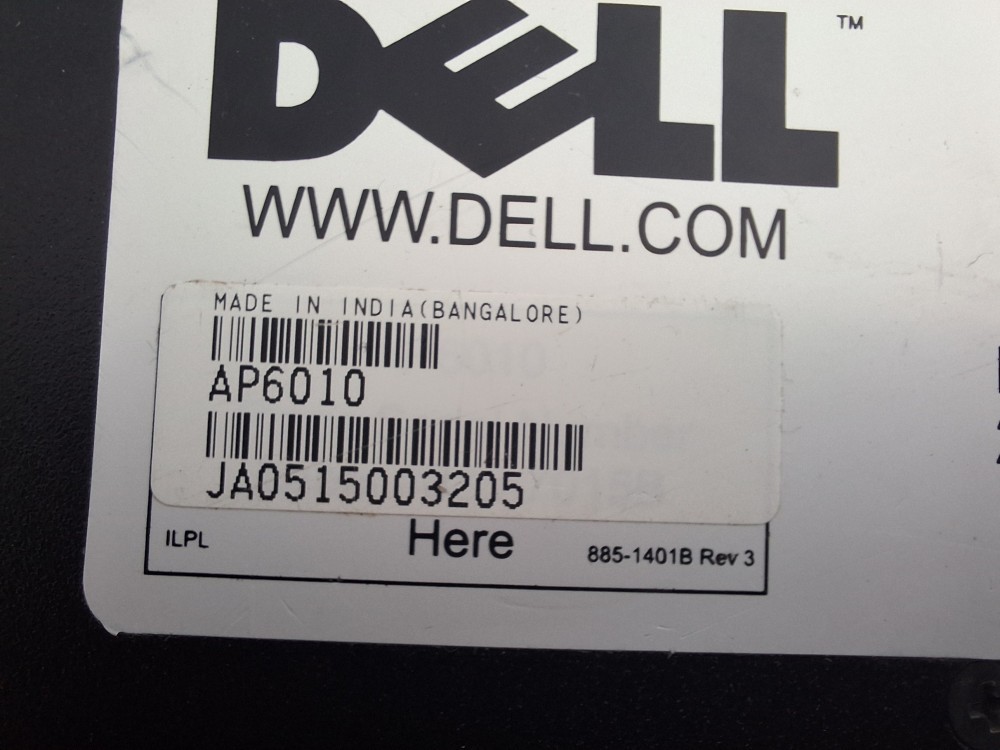 DELL™
WWW.DELL.COM
MADE IN INDIA(BANGALORE)
AP6010
JA0515003205
ILPL
Here
885-1401B Rev 3